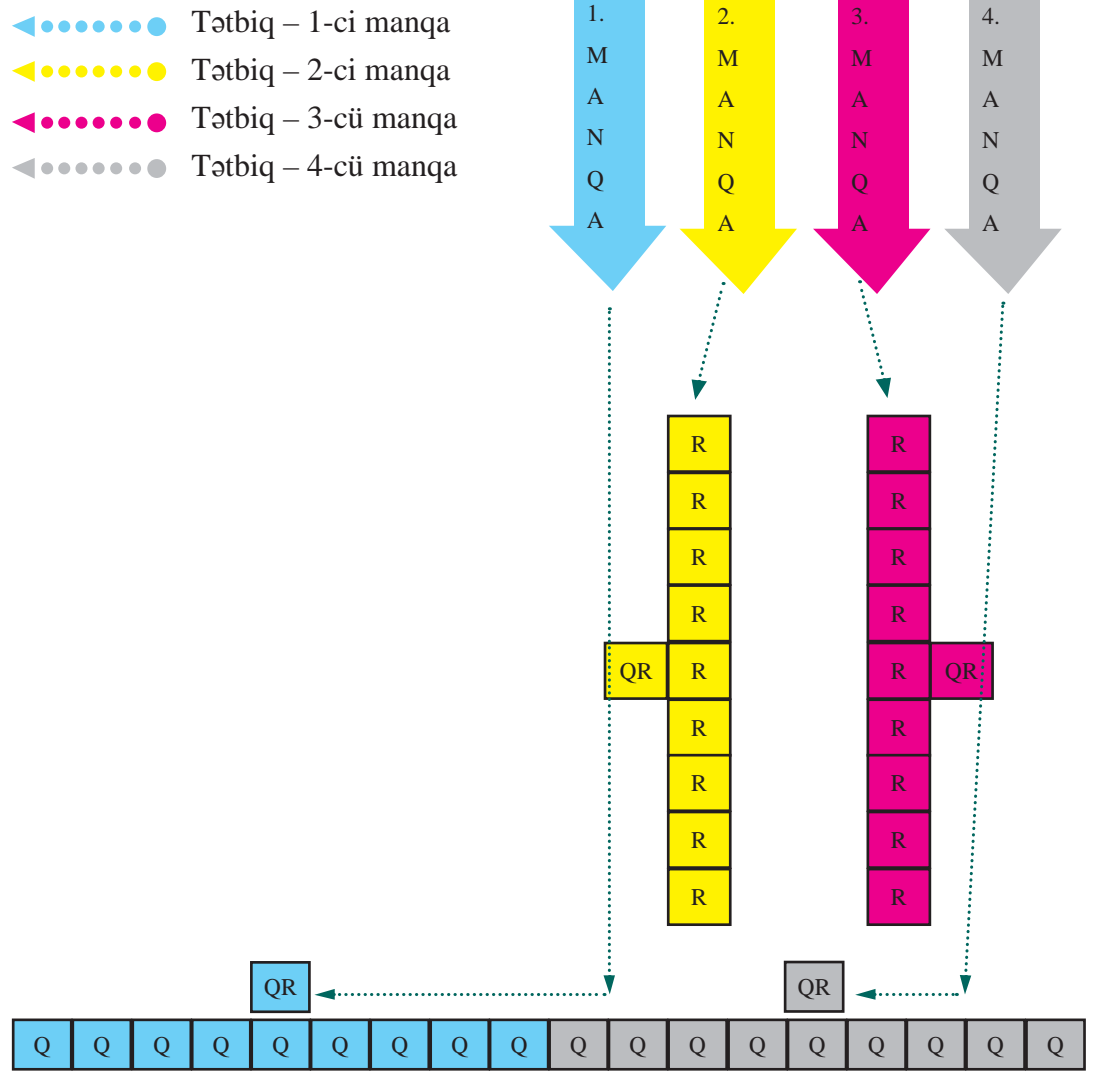 Tətbiq – 1-ci manqa
Tətbiq – 2-ci manqa
Tətbiq – 3-cü manqa
Tətbiq – 4-cü manqa
1. 2. 3. 4.
M M M M
A A A A
N N N N
Q Q Q Q
A A A A
R R
R R
R R
R R
QR R R QR
R R
R R
R R
R R
QR QR
Q Q Q Q Q Q Q Q Q Q Q Q Q Q Q Q Q Q